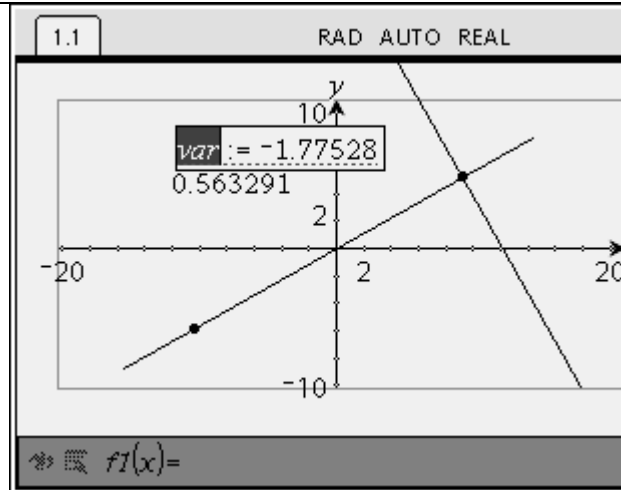 1.1 RAD AUTO REAL
y
10
var := -1.77528
0.563291
2
-20 2 20
-10
f1(x)=